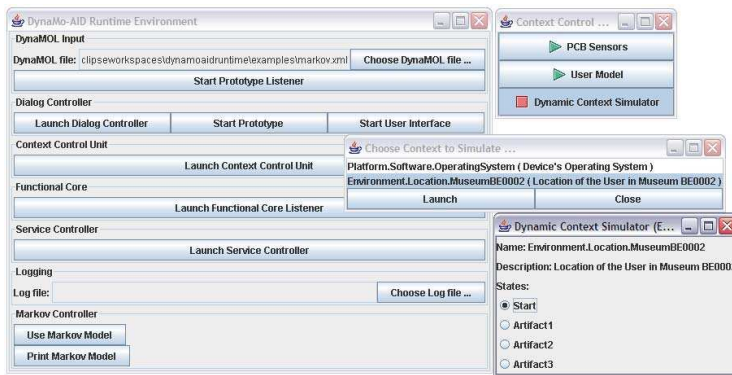 DynaMo-AID Runtime Environment
DynaMOL Input
DynaMOL file: clipseworkspaces\dynamoaidruntime\examples\markov.xml Choose DynaMOL file ...
Start Prototype Listener
Dialog Controller
Launch Dialog Controller Start Prototype Start User Interface
Context Control Unit
Launch Context Control Unit
Functional Core
Launch Functional Core Listener
Service Controller
Launch Service Controller
Logging
Log file: Choose Log file ...
Markov Controller
Use Markov Model
Print Markov Model
Context Control ...
PCB Sensors
User Model
Dynamic Context Simulator
Choose Context to Simulate ...
Platform.Software.OperatingSystem ( Device's Operating System )
Environment.Location.MuseumBE0002 ( Location of the User in Museum BE0002 )
Launch Close
Dynamic Context Simulator (E...
Name: Environment.Location.MuseumBE0002
Description: Location of the User in Museum BE000
States:
Start
Artifact1
Artifact2
Artifact3